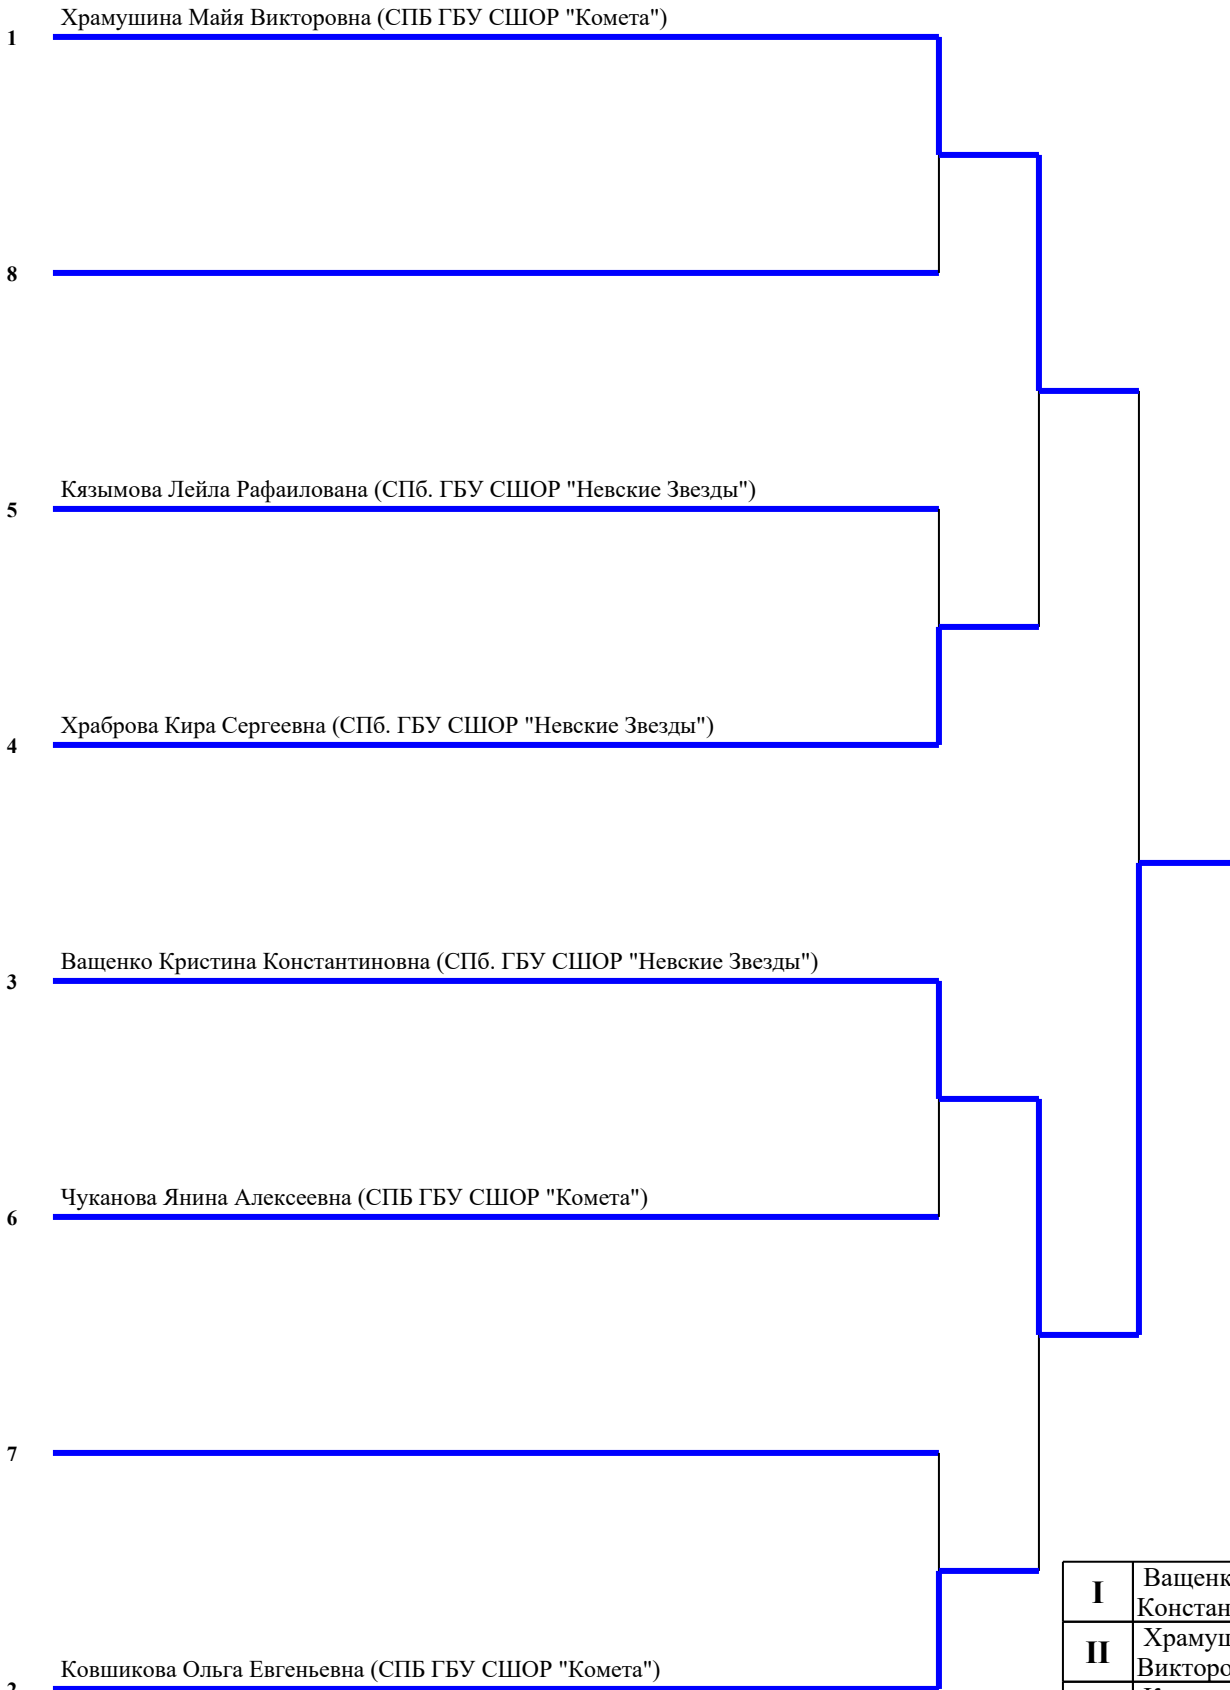 Храмушина Майя Викторовна (СПБ ГБУ СШОР "Комета")
1
8
Кязымова Лейла Рафаилована (СПб. ГБУ СШОР "Невские Звезды")
5
Храброва Кира Сергеевна (СПб. ГБУ СШОР "Невские Звезды")
4
Ващенко Кристина Константиновна (СПб. ГБУ СШОР "Невские Звезды")
3
Чуканова Янина Алексеевна (СПБ ГБУ СШОР "Комета")
6
7
I
II
Ковшикова Ольга Евгеньевна (СПБ ГБУ СШОР "Комета")
2